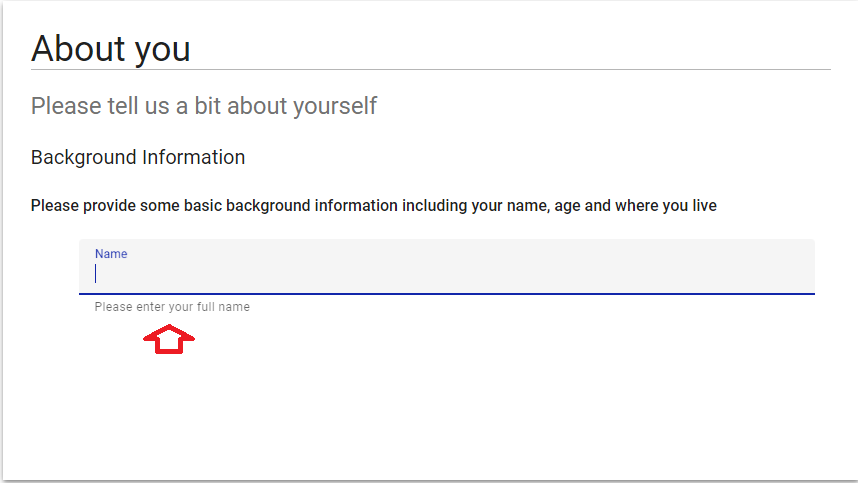 About you
Please tell us a bit about yourself
Background Information
Please provide some basic background information including your name, age and where you live
Name
Please enter your full name